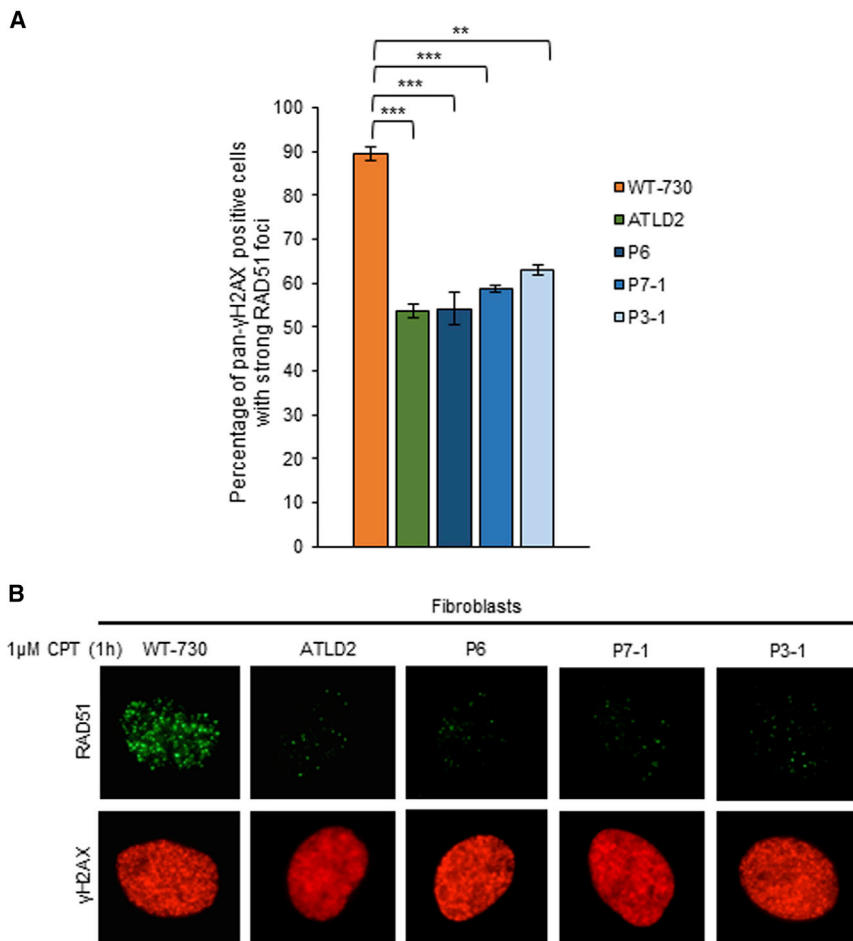 A
**
***
***
***
100
90
80
70
60
50
40
30
20
10
0
Percentage of pan-γH2AX positive cells
with strong RAD51 foci
WT-730
ATLD2
P6
P7-1
P3-1
B
Fibroblasts
1μM CPT (1h) WT-730 ATLD2 P6 P7-1 P3-1
RAD51
γH2AX